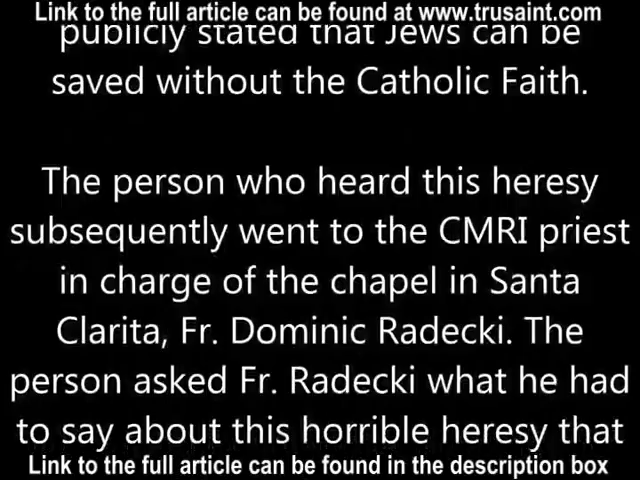 Link to the full article can be found at www.trusaint.com
publicly stated that Jews can be
saved without the Catholic Faith.
The person who heard this heresy
subsequently went to the CMRI priest
in charge of the chapel in Santa
Clarita, Fr. Dominic Radecki. The
person asked Fr. Radecki what he had
to say about this horrible heresy that
Link to the full article can be found in the description box